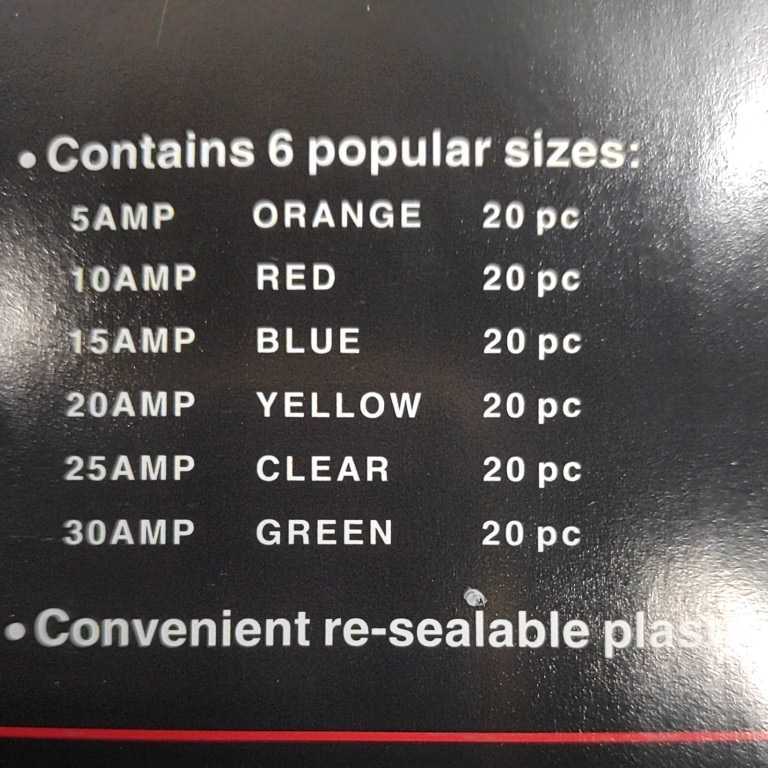 • Contains 6 popular sizes:
5AMP ORANGE 20 pc
10AMP RED 20 pc
15AMP BLUE 20 pc
20AMP YELLOW 20 pc
25AMP CLEAR 20 pc
30AMP GREEN 20 pc
• Convenient re-sealable